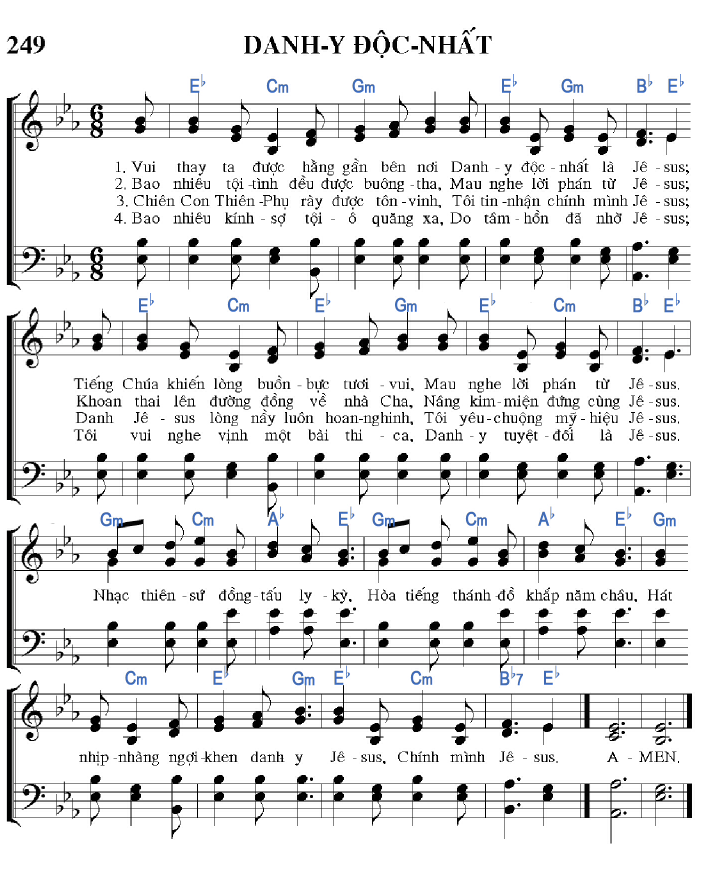 249 DANH-Y ĐỘC-NHẤT
E♭ Cm Gm E♭ Gm B♭ E♭
1. Vui thay ta được hằng gần bên nơi Danh-y độc-nhất là Jê-sus;
2. Bao nhiêu tội-tình đều được buông-tha, Mau nghe lời phán từ Jê-sus;
3. Chiên Con Thiên-Phụ rày được tôn-vinh, Tôi tin-nhận chính mình Jê-sus;
4. Bao nhiêu kính-sợ tội-ô quăng xa, Do tâm-hồn đã nhờ Jê-sus;
E♭ Cm E♭ Gm E♭ Cm B♭ E♭
Tiếng Chúa khiến lòng buồn-bực tươi-vui, Mau nghe lời phán từ Jê-sus.
Khoan thai lên đường đồng về nhà Cha, Nâng kim-miện đứng cùng Jê-sus.
Danh Jê-sus lòng nầy luôn hoan-nghinh, Tôi yêu-chuộng mỹ-hiệu Jê-sus.
Tôi vui nghe vịnh một bài thi-ca, Danh-y tuyệt-đối là Jê-sus.
Gm Cm A♭ E♭ Gm Cm A♭ E♭ Gm
Nhạc thiên-sứ đồng-tấu ly-kỳ, Hòa tiếng thánh-đồ khắp năm châu, Hát
Cm E♭ Gm E♭ Cm B♭7 E♭
nhịp-nhàng ngợi-khen danh y Jê-sus, Chính mình Jê-sus. A-MEN.